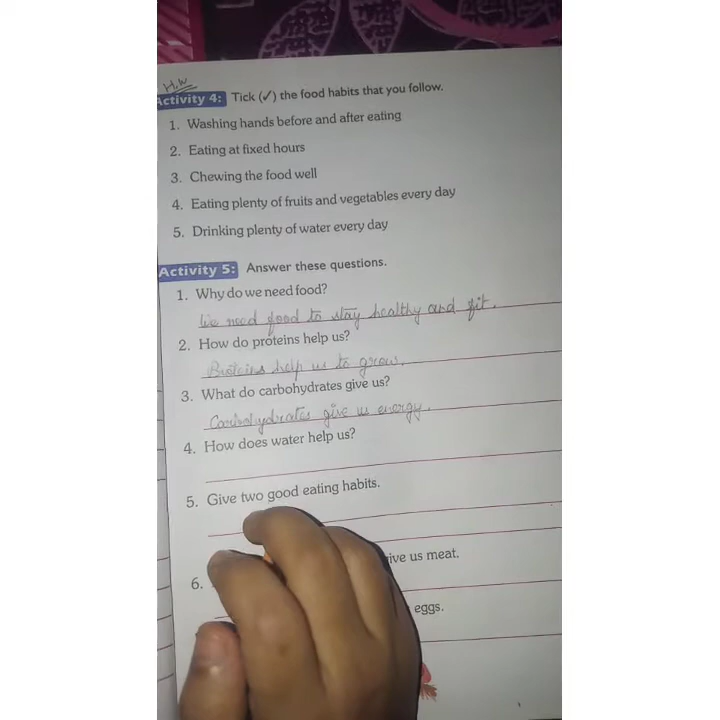 H.W
Activity 4: Tick (✓) the food habits that you follow.
1. Washing hands before and after eating
2. Eating at fixed hours
3. Chewing the food well
4. Eating plenty of fruits and vegetables every day
5. Drinking plenty of water every day
Activity 5: Answer these questions.
1. Why do we need food?
We need food to stay healthy and fit.
2. How do proteins help us?
Proteins help us to grow.
3. What do carbohydrates give us?
Carbohydrates give us energy.
4. How does water help us?
5. Give two good eating habits.
6. ive us meat.
eggs.